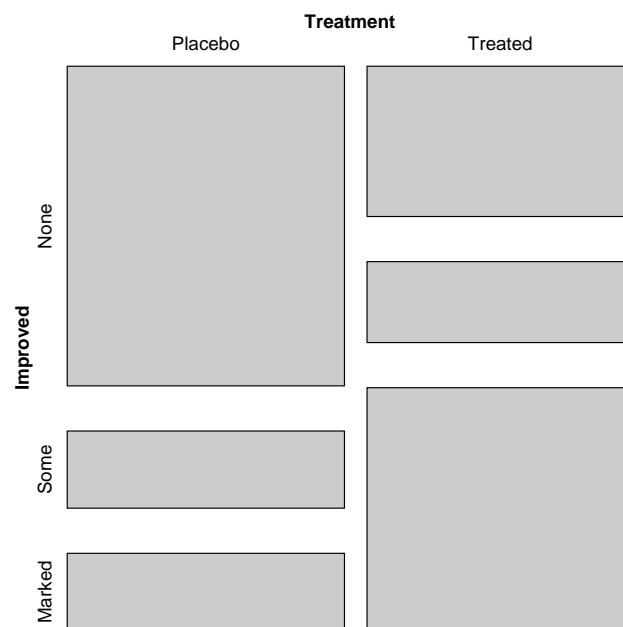 Treatment
Placebo
Treated
Improved
None
Some
Marked